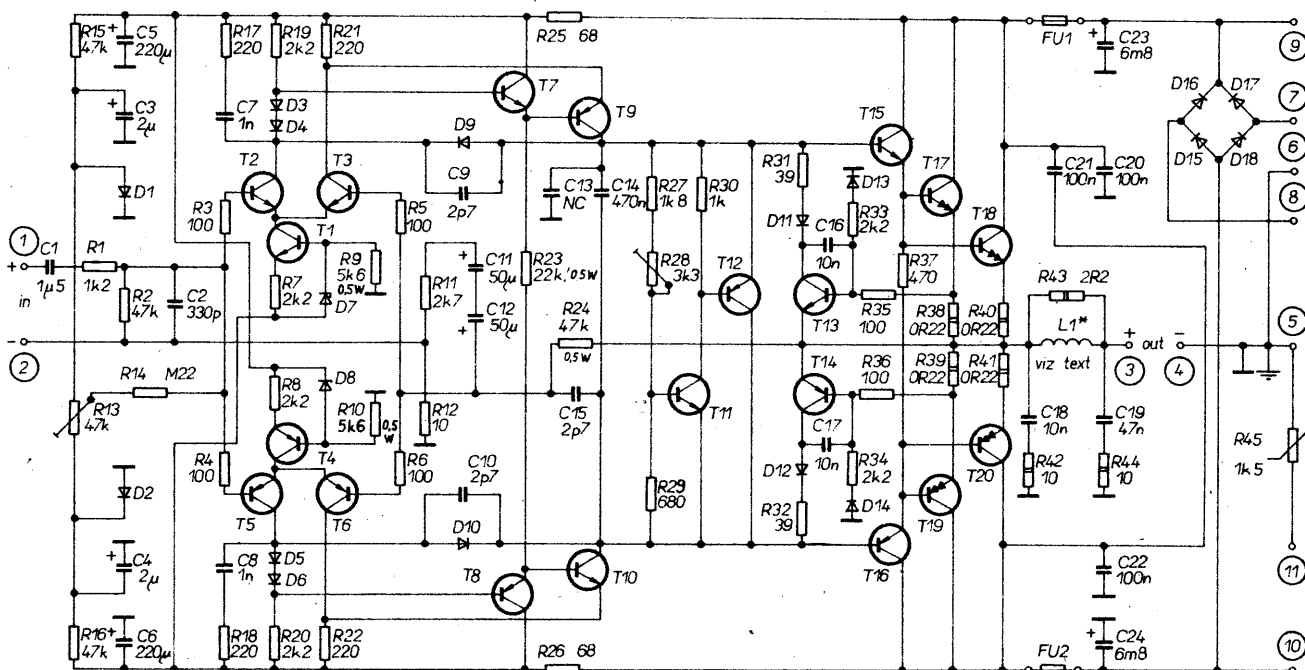 R15
47k
C5
220µ
R17
220
R19
2k2
R21
220
R25 68
FU1
C23
6m8
9
C3
2µ
C7
1n
D3
D4
T7
T9
D9
T15
D16
D17
7
D1
T2
T3
C9
2p7
C13
NC
C14
470n
R27
1k8
R30
1k
R31
39
D13
T17
C21
100n
C20
100n
D15
D18
6
R3
100
R5
100
D11
R33
2k2
T18
8
1
C1
1µ5
in
R1
1k2
R2
47k
C2
330p
T1
R7
2k2
R9
5k6
0,5W
D7
R11
2k7
C11
50µ
C12
50µ
R23
22k/0,5W
R28
3k3
T12
C16
10n
R37
470
R43 2R2
R24
47k
0,5W
T13
R35
100
R38
0R22
R40
0R22
L1*
viz text
out
5
2
3
4
R14 M22
R13
47k
R8
2k2
D8
R10
5k6
0,5
W
R12
10
C15
2p7
T11
T14
R36
100
R39
0R22
R41
0R22
C18
10n
C19
47n
R4
100
T4
R6
100
C17
10n
R45
1k5
D2
T5
T6
C10
2p7
R29
680
D12
R34
2k2
T20
R42
10
R44
10
D10
R32
39
D14
T19
C4
2µ
C8
1n
D5
D6
T8
T10
T16
C22
100n
11
R16
47k
C6
220µ
R18
220
R20
2k2
R22
220
R26 68
FU2
C24
6m8
10